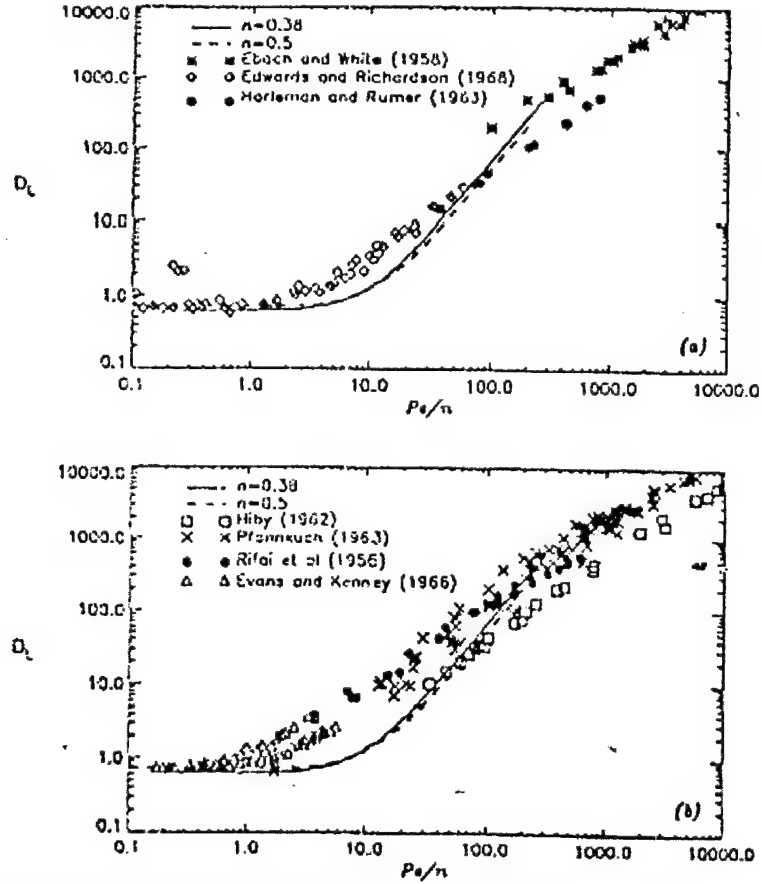 10000.0
n=0.38
n=0.5
Ebach and White (1958)
Edwards and Richardson (1968)
Harleman and Rumer (1963)
1000.0
100.0
D_L
10.0
1.0
0.1
(a)
0.1 1.0 10.0 100.0 1000.0 10000.0
Pe/n
10000.0
n=0.38
n=0.5
Hiby (1962)
Pfannkuch (1963)
Rifai et al (1956)
Evans and Kenney (1966)
1000.0
100.0
D_L
10.0
1.0
0.1
(b)
0.1 1.0 10.0 100.0 1000.0 10000.0
Pe/n